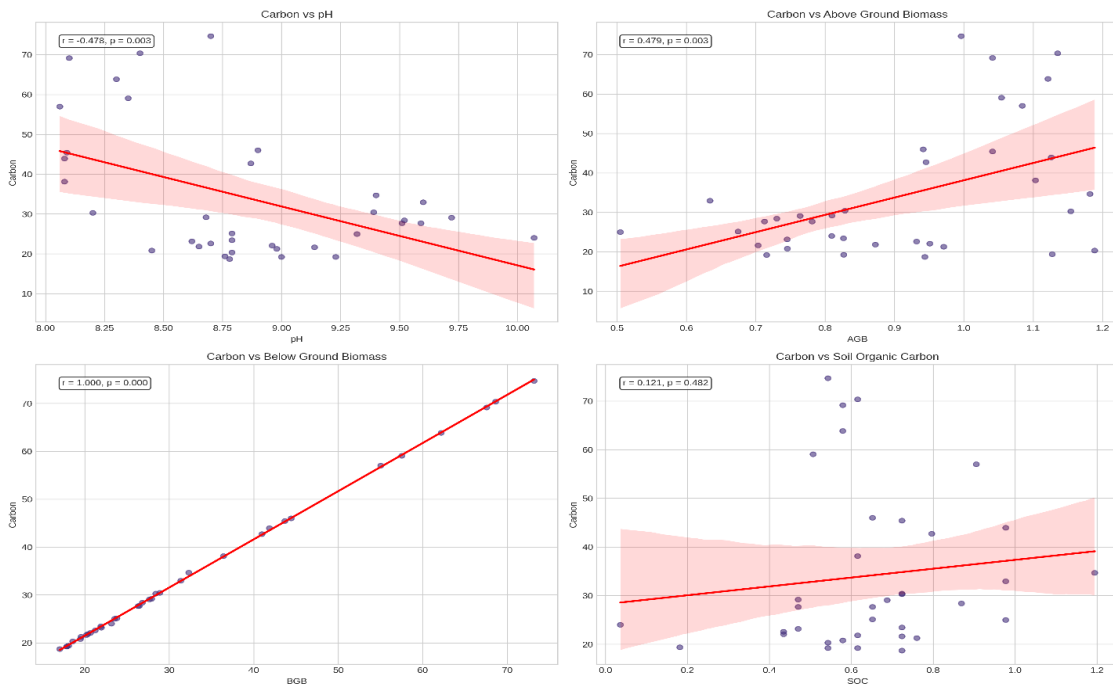 Carbon vs pH
r = -0.478, p = 0.003
Carbon
70
60
50
40
30
20
10
8.00 8.25 8.50 8.75 9.00 9.25 9.50 9.75 10.00
pH
Carbon vs Above Ground Biomass
r = 0.479, p = 0.003
Carbon
70
60
50
40
30
20
10
0.5 0.6 0.7 0.8 0.9 1.0 1.1 1.2
AGB
Carbon vs Below Ground Biomass
r = 1.000, p = 0.000
Carbon
70
60
50
40
30
20
20 30 40 50 60 70
BGB
Carbon vs Soil Organic Carbon
r = 0.121, p = 0.482
Carbon
70
60
50
40
30
20
0.0 0.2 0.4 0.6 0.8 1.0 1.2
SOC